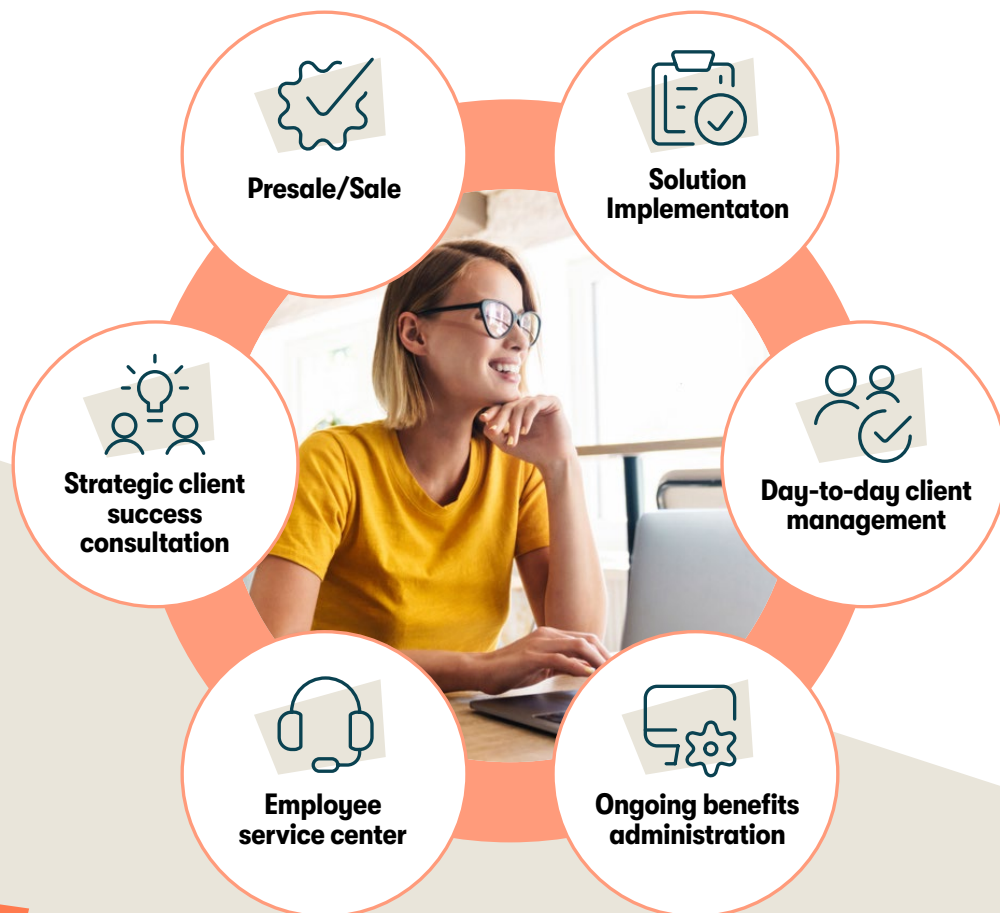 Presale/Sale
Solution
Implementaton
Strategic client
success
consultation
Day-to-day client
management
Employee
service center
Ongoing benefits
administration